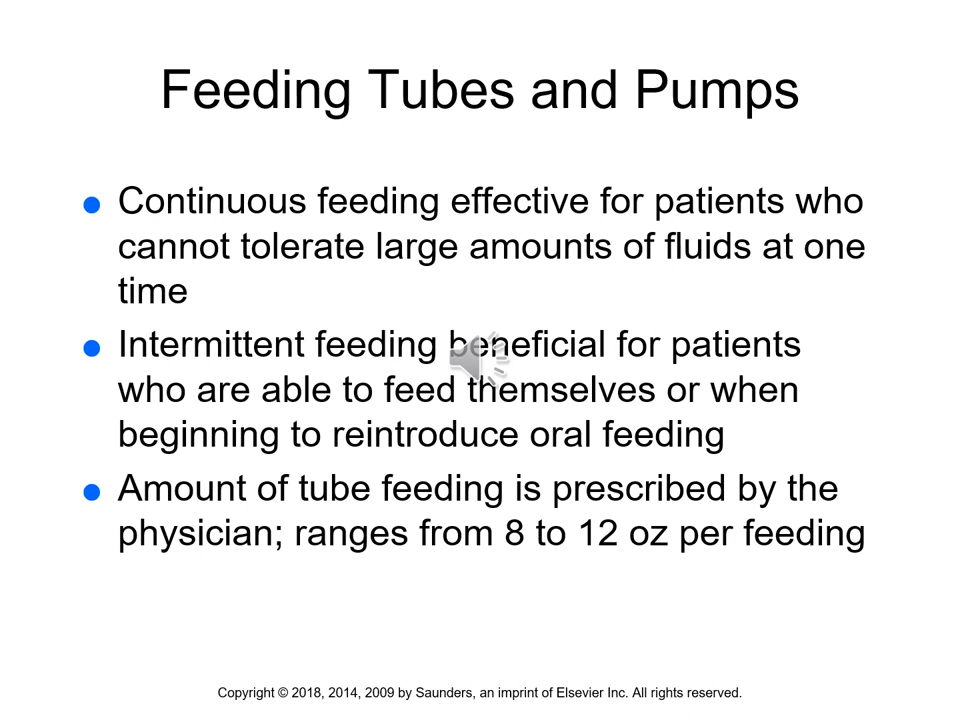 Feeding Tubes and Pumps
Continuous feeding effective for patients who
cannot tolerate large amounts of fluids at one
time
Intermittent feeding beneficial for patients
who are able to feed themselves or when
beginning to reintroduce oral feeding
Amount of tube feeding is prescribed by the
physician; ranges from 8 to 12 oz per feeding
Copyright © 2018, 2014, 2009 by Saunders, an imprint of Elsevier Inc. All rights reserved.